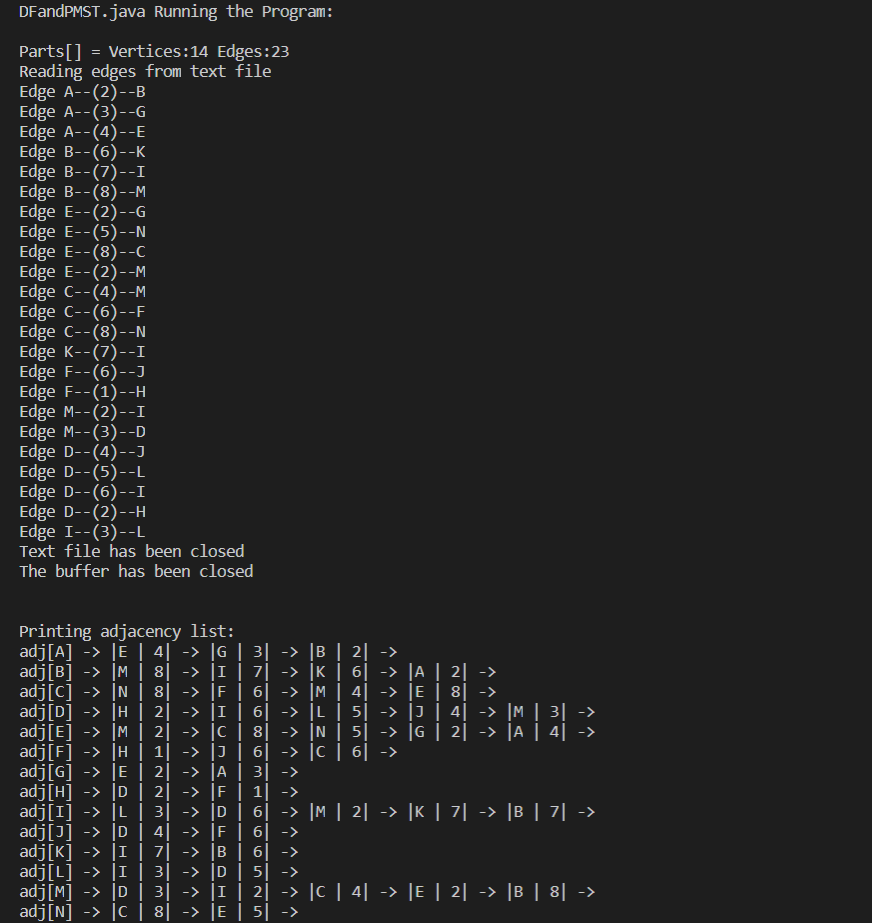 DFandPMST.java Running the Program:
Parts[] = Vertices:14 Edges:23
Reading edges from text file
Edge A--(2)--B
Edge A--(3)--G
Edge A--(4)--E
Edge B--(6)--K
Edge B--(7)--I
Edge B--(8)--M
Edge E--(2)--G
Edge E--(5)--N
Edge E--(8)--C
Edge E--(2)--M
Edge C--(4)--M
Edge C--(6)--F
Edge C--(8)--N
Edge K--(7)--I
Edge F--(6)--J
Edge F--(1)--H
Edge M--(2)--I
Edge M--(3)--D
Edge D--(4)--J
Edge D--(5)--L
Edge D--(6)--I
Edge D--(2)--H
Edge I--(3)--L
Text file has been closed
The buffer has been closed
Printing adjacency list:
adj[A] -> |E | 4| -> |G | 3| -> |B | 2| ->
adj[B] -> |M | 8| -> |I | 7| -> |K | 6| -> |A | 2| ->
adj[C] -> |N | 8| -> |F | 6| -> |M | 4| -> |E | 8| ->
adj[D] -> |H | 2| -> |I | 6| -> |L | 5| -> |J | 4| -> |M | 3| ->
adj[E] -> |M | 2| -> |C | 8| -> |N | 5| -> |G | 2| -> |A | 4| ->
adj[F] -> |H | 1| -> |J | 6| -> |C | 6| ->
adj[G] -> |E | 2| -> |A | 3| ->
adj[H] -> |D | 2| -> |F | 1| ->
adj[I] -> |L | 3| -> |D | 6| -> |M | 2| -> |K | 7| -> |B | 7| ->
adj[J] -> |D | 4| -> |F | 6| ->
adj[K] -> |I | 7| -> |B | 6| ->
adj[L] -> |I | 3| -> |D | 5| ->
adj[M] -> |D | 3| -> |I | 2| -> |C | 4| -> |E | 2| -> |B | 8| ->
adj[N] -> |C | 8| -> |E | 5| ->